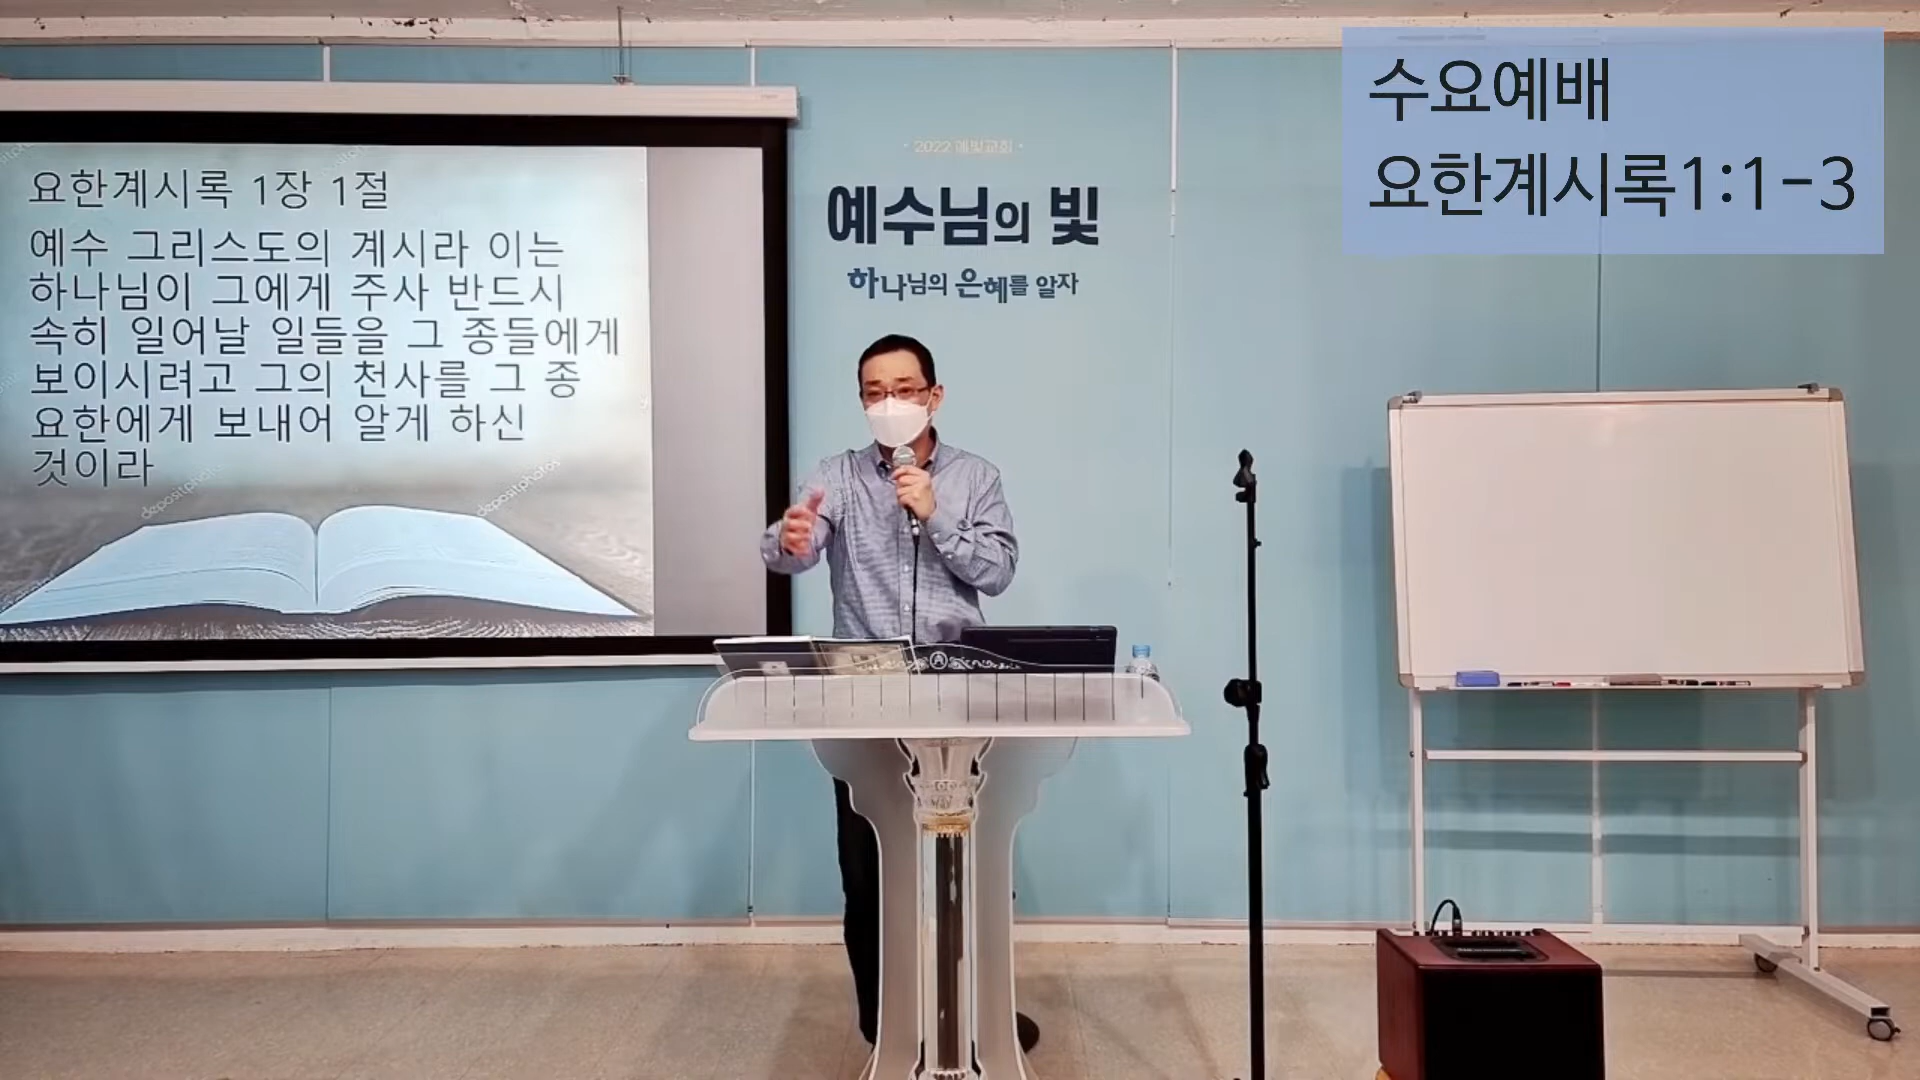 요한계시록 1장 1절
예수 그리스도의 계시라 이는
하나님이 그에게 주사 반드시
속히 일어날 일들을 그 종들에게
보이시려고 그의 천사를 그 종
요한에게 보내어 알게 하신
것이라
depositphotos
depositphotos
· 2022 예빛교회 ·
예수님의 빛
하나님의 은혜를 알자
수요예배
요한계시록1:1-3